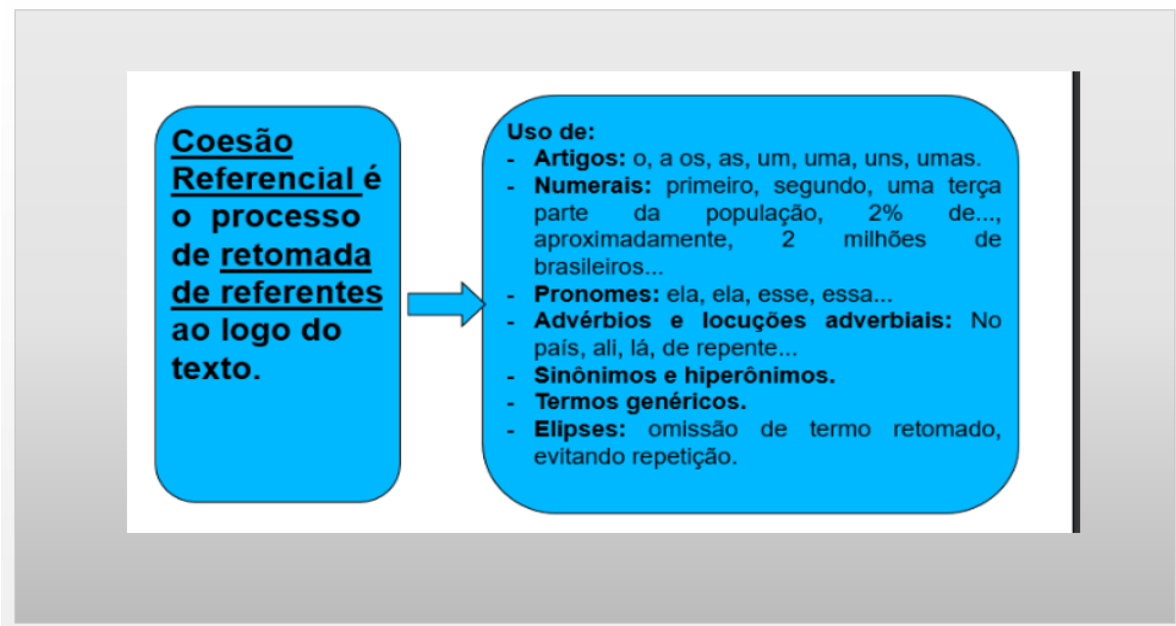 Coesão
Referencial é
o processo
de retomada
de referentes
ao logo do
texto.
Uso de:
- Artigos: o, a os, as, um, uma, uns, umas.
- Numerais: primeiro, segundo, uma terça
parte da população, 2% de...,
aproximadamente, 2 milhões de
brasileiros...
- Pronomes: ela, ela, esse, essa...
- Advérbios e locuções adverbiais: No
país, ali, lá, de repente...
- Sinônimos e hiperônimos.
- Termos genéricos.
- Elipses: omissão de termo retomado,
evitando repetição.